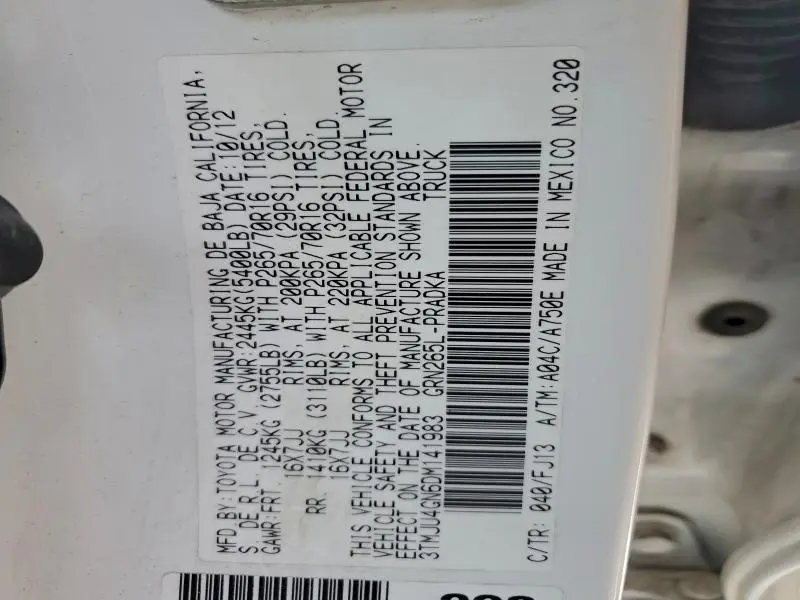 MFD.BY:TOYOTA MOTOR MANUFACTURING DE BAJA CALIFORNIA,
S. DE R.L. DE C.V. GVWR:2445KG(5400LB) DATE:10/12
GAWR:FRT. 1245KG (2755LB) WITH P265/70R16 TIRES,
16X7JJ RIMS, AT 200KPA (29PSI) COLD.
RR. 1410KG (3110LB) WITH P265/70R16 TIRES,
16X7JJ RIMS, AT 220KPA (32PSI) COLD.
THIS VEHICLE CONFORMS TO ALL APPLICABLE FEDERAL MOTOR
VEHICLE SAFETY AND THEFT PREVENTION STANDARDS IN
EFFECT ON THE DATE OF MANUFACTURE SHOWN ABOVE.
3TMJU4GN6DM141983 GRN265L-PRADKA TRUCK
C/TR: 040/FJ13 A/TM:A04C/A750E MADE IN MEXICO NO.320